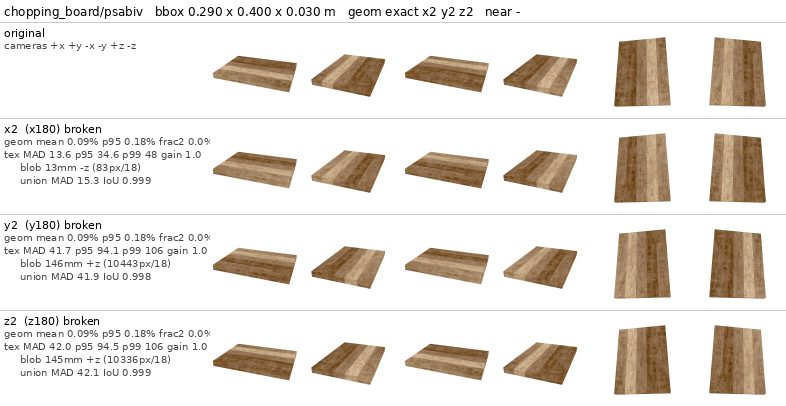 chopping_board/psabiv   bbox 0.290 x 0.400 x 0.030 m   geom exact x2 y2 z2   near -
original
cameras +x +y -x -y +z -z
x2  (x180) broken
geom mean 0.09% p95 0.18% frac2 0.0%
tex MAD 13.6 p95 34.6 p99 48 gain 1.0
blob 13mm -z (83px/18)
union MAD 15.3 IoU 0.999
y2  (y180) broken
geom mean 0.09% p95 0.18% frac2 0.0%
tex MAD 41.7 p95 94.1 p99 106 gain 1.0
blob 146mm +z (10443px/18)
union MAD 41.9 IoU 0.998
z2  (z180) broken
geom mean 0.09% p95 0.18% frac2 0.0%
tex MAD 42.0 p95 94.5 p99 106 gain 1.0
blob 145mm +z (10336px/18)
union MAD 42.1 IoU 0.999